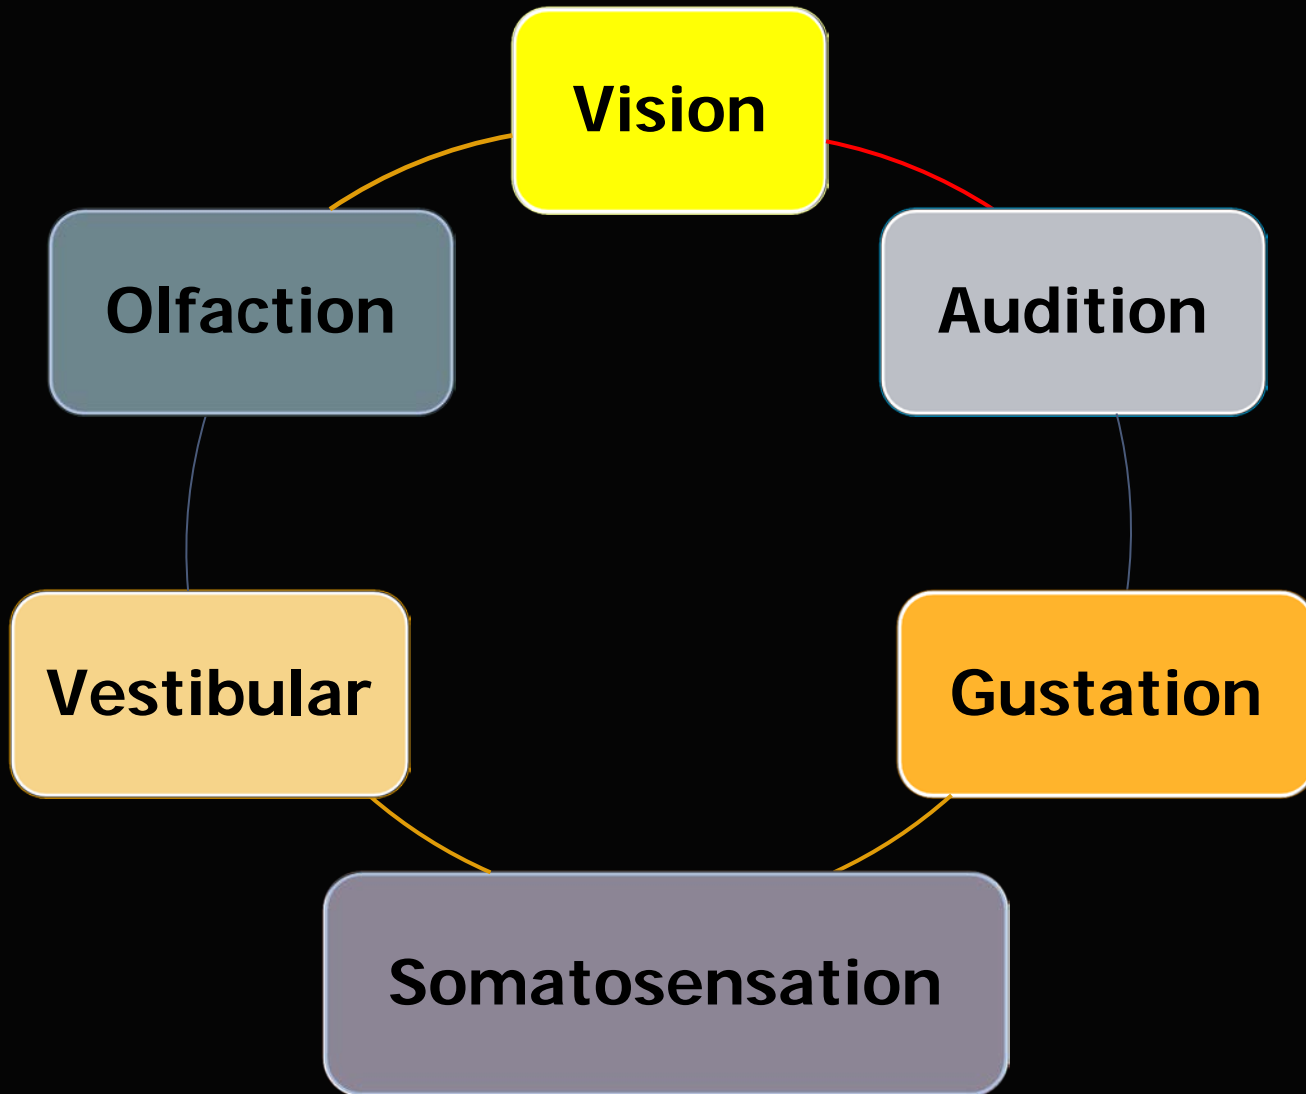 Vision
Olfaction
Audition
Vestibular
Gustation
Somatosensation